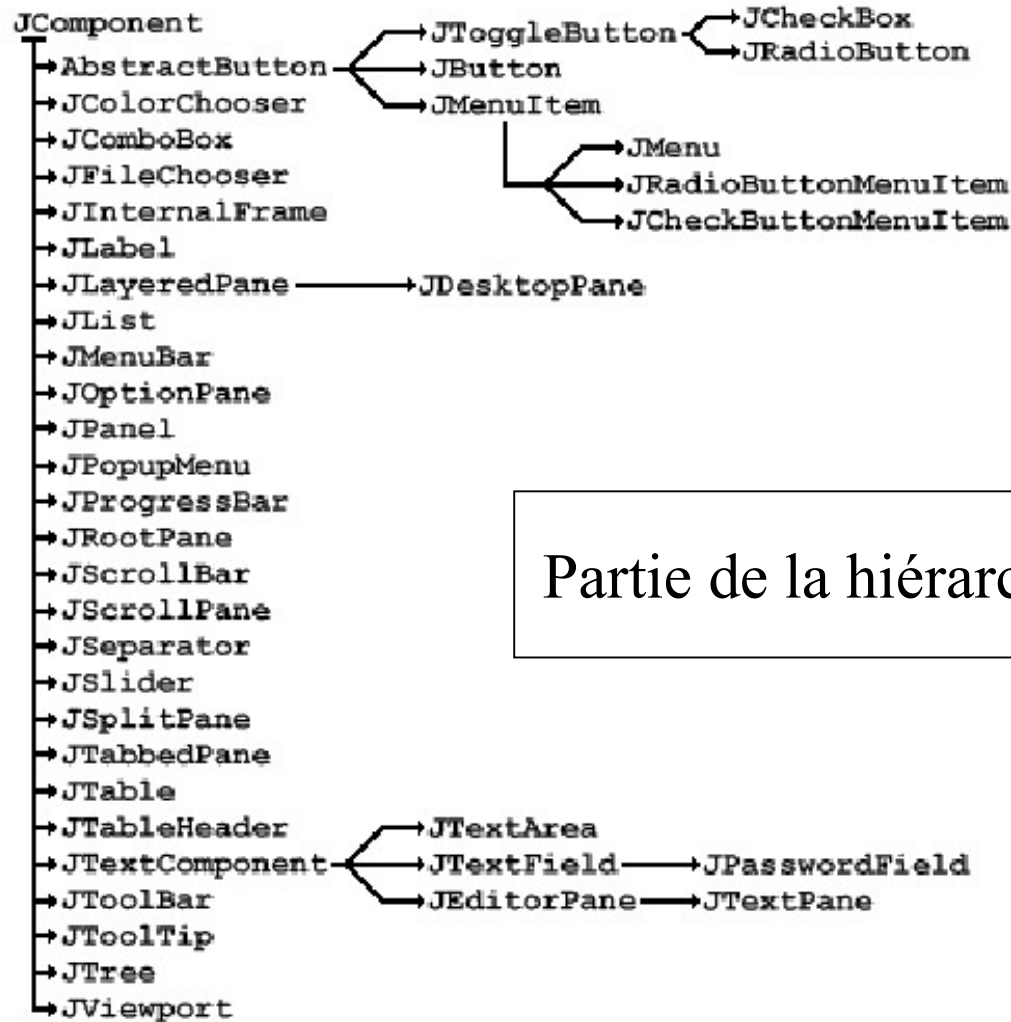 JComponent
AbstractButton JToggleButton JCheckBox
JRadioButton
JButton
JColorChooser JMenuItem
JComboBox JMenu
JFileChooser JRadioButtonMenuItem
JInternalFrame JCheckButtonMenuItem
JLabel
JLayeredPane JDesktopPane
JList
JMenuBar
JOptionPane
JPanel
JPopupMenu
JProgressBar
JRootPane
JScrollBar
JScrollPane
JSeparator
JSlider
JSplitPane
JTabbedPane
JTable
JTableHeader JTextArea
JTextComponent JTextField JPasswordField
JToolBar JEditorPane JTextPane
JToolTip
JTree
JViewport
Partie de la